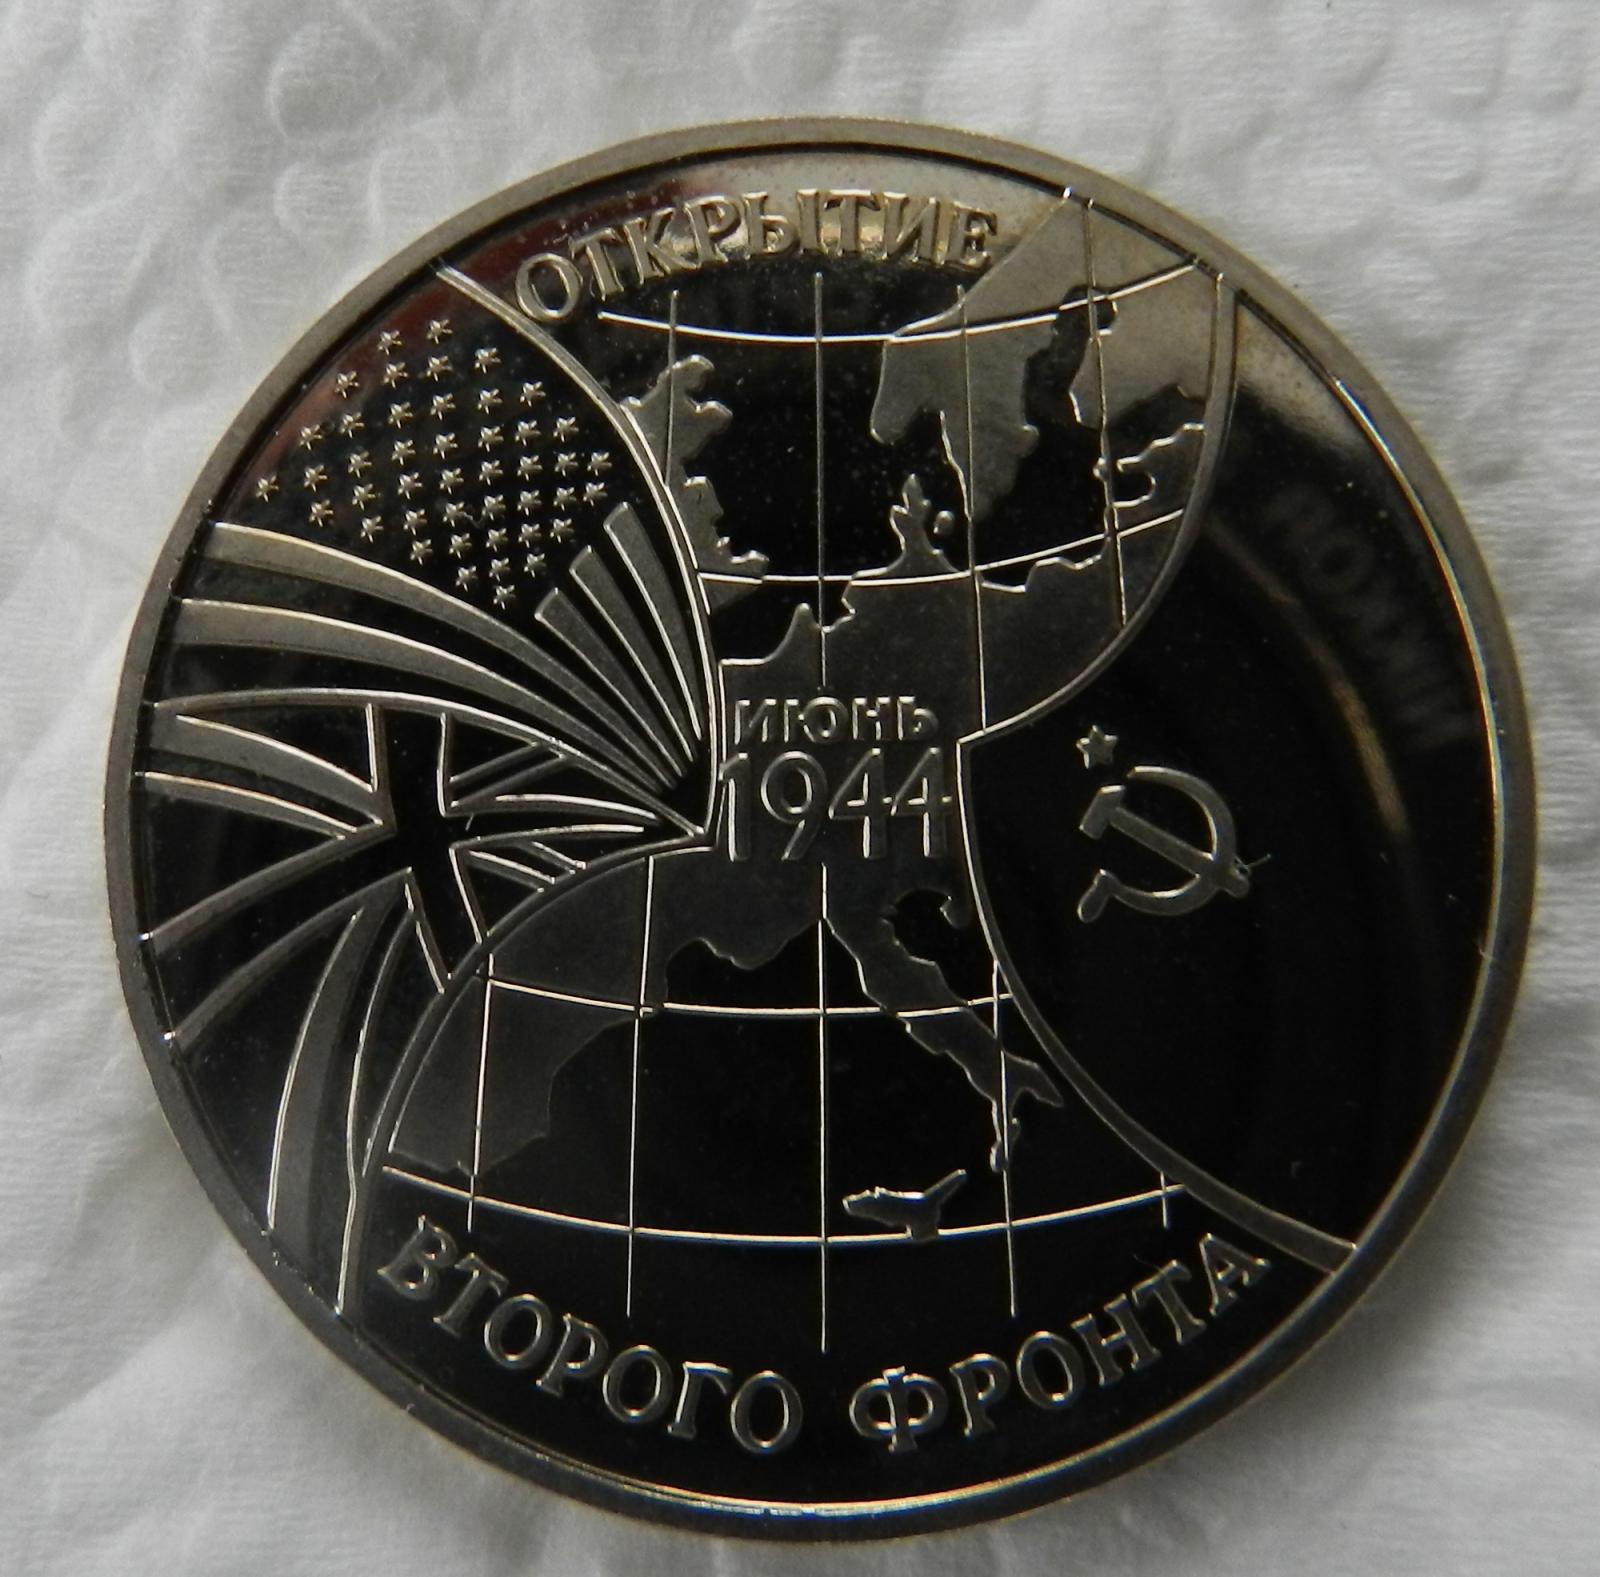 ОТКРЫТИЕ
ИЮНЬ
1944
ВТОРОГО ФРОНТА